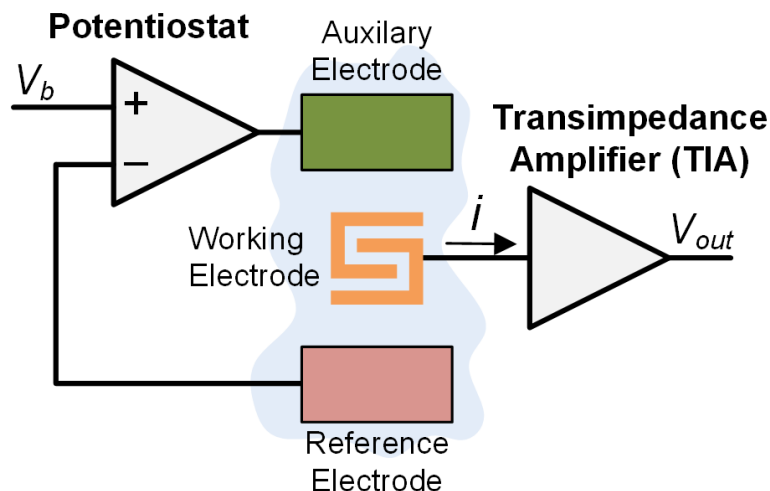 Potentiostat
Auxilary
Electrode
V_b
+
−
Transimpedance
Amplifier (TIA)
i
V_out
Working
Electrode
Reference
Electrode